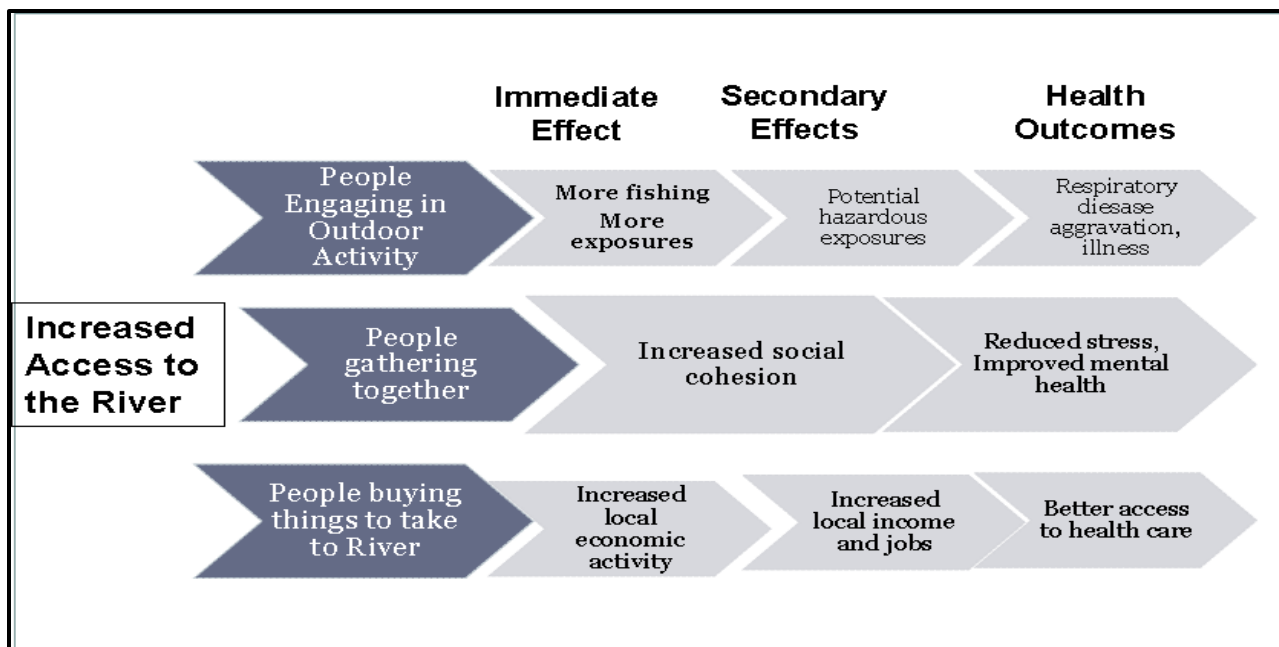 Immediate
Effect
Secondary
Effects
Health
Outcomes
People
Engaging in
Outdoor
Activity
More fishing
More
exposures
Potential
hazardous
exposures
Respiratory
diesase
aggravation,
illness
Increased
Access to
the River
People
gathering
together
Increased social
cohesion
Reduced stress,
Improved mental
health
People buying
things to take
to River
Increased
local
economic
activity
Increased
local income
and jobs
Better access
to health care